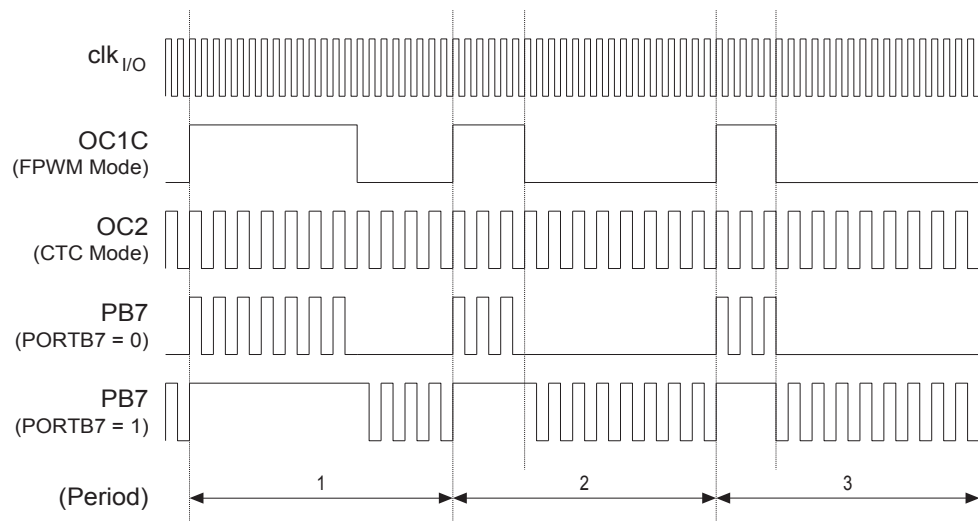 clk I/O
OC1C
(FPWM Mode)
OC2
(CTC Mode)
PB7
(PORTB7 = 0)
PB7
(PORTB7 = 1)
(Period)
1
2
3